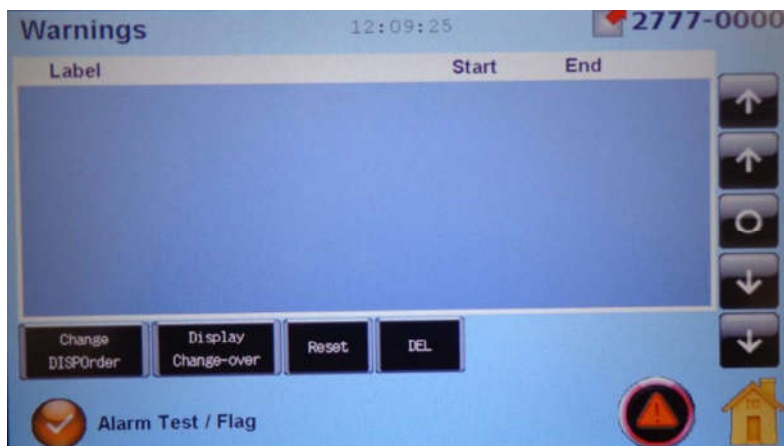 Warnings 12:09:25 2777-0000
Label Start End
Change
DISPOrder
Display
Change-over
Reset
DEL
Alarm Test / Flag